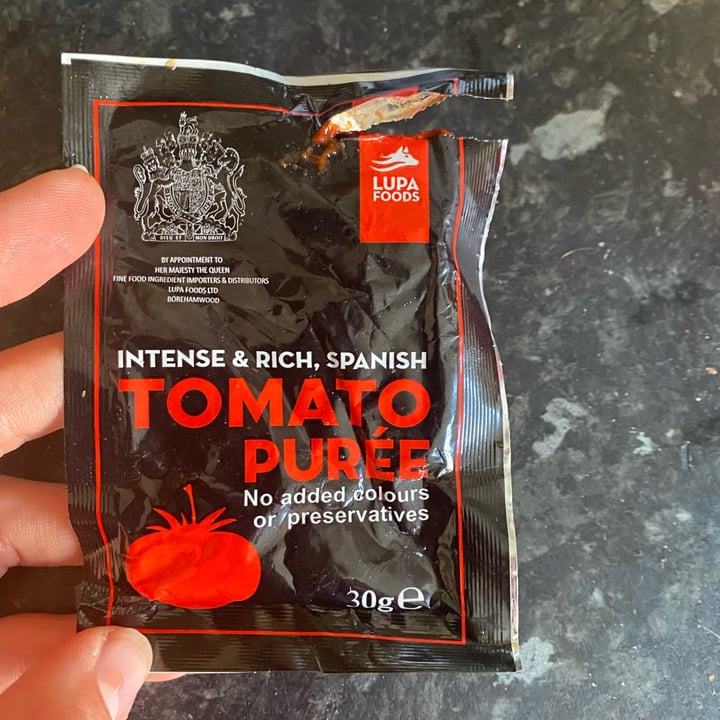 LUPA
FOODS
DIEU ET MON DROIT
BY APPOINTMENT TO
HER MAJESTY THE QUEEN
FINE FOOD INGREDIENT IMPORTERS & DISTRIBUTORS
LUPA FOODS LTD
BOREHAMWOOD
INTENSE & RICH, SPANISH
TOMATO
PURÉE
No added colours
or preservatives
30g℮